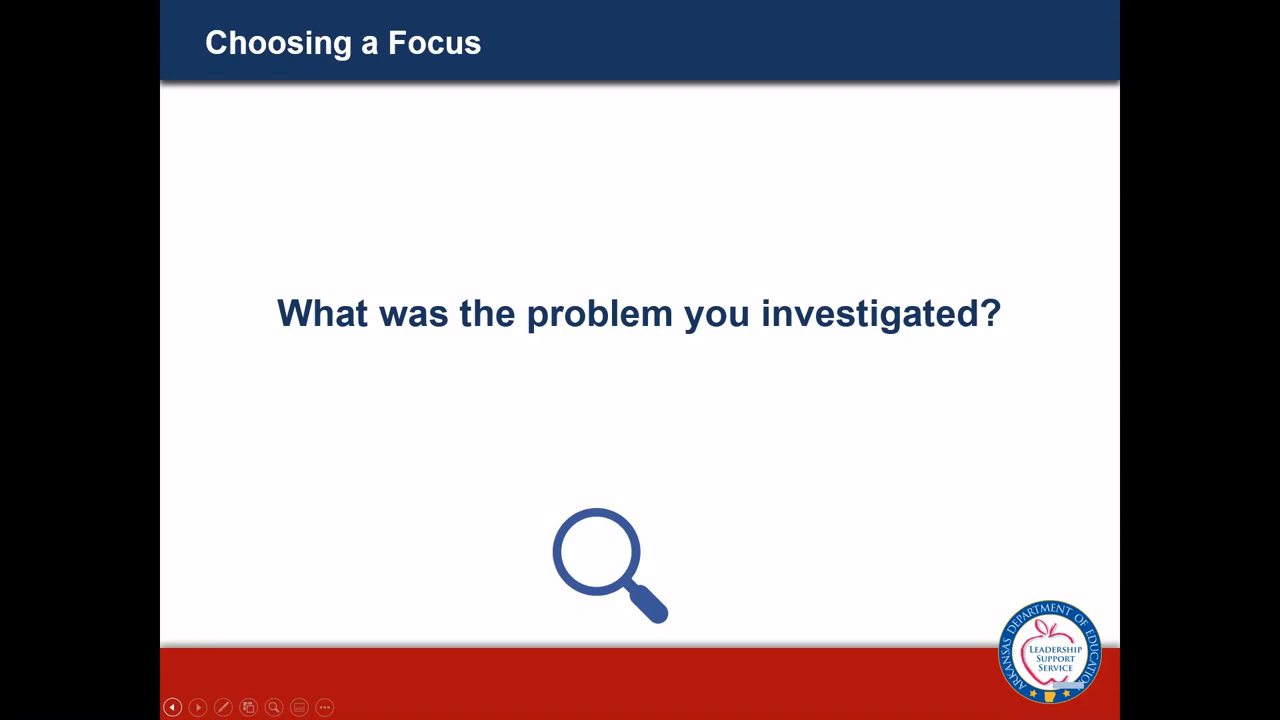 Choosing a Focus
What was the problem you investigated?
ARKANSAS DEPARTMENT OF EDUCATION
LEADERSHIP
SUPPORT
SERVICE